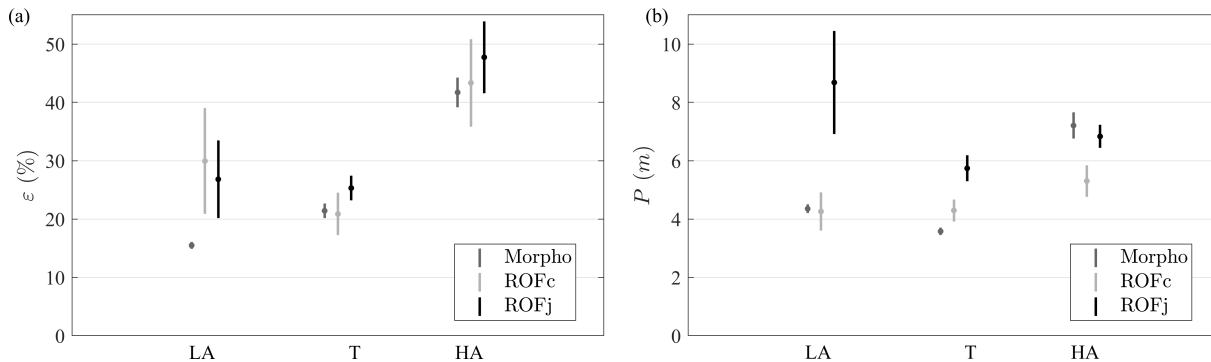 (a)
50
40
30
20
10
0
ε (%)
LA T HA
Morpho
ROFc
ROFj
(b)
10
8
6
4
2
0
P (m)
LA T HA
Morpho
ROFc
ROFj